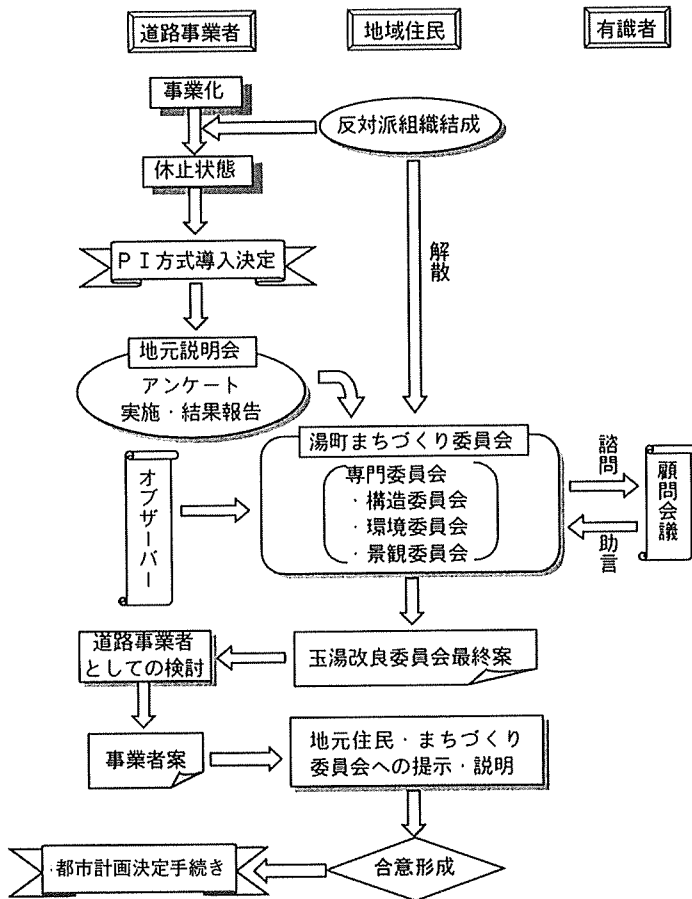 道路事業者
地域住民
有識者
事業化
反対派組織結成
休止状態
解散
ＰＩ方式導入決定
地元説明会
アンケート
実施・結果報告
湯町まちづくり委員会
専門委員会
・構造委員会
・環境委員会
・景観委員会
オブザーバー
諮問
顧問会議
助言
道路事業者
としての検討
玉湯改良委員会最終案
事業者案
地元住民・まちづくり
委員会への提示・説明
合意形成
都市計画決定手続き